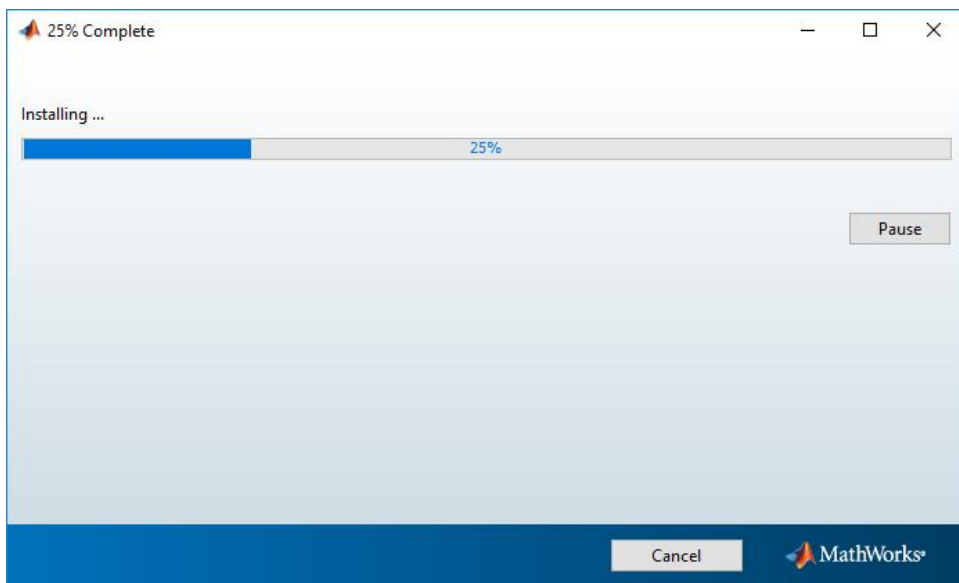 25% Complete
Installing ...
25%
Pause
Cancel
MathWorks®